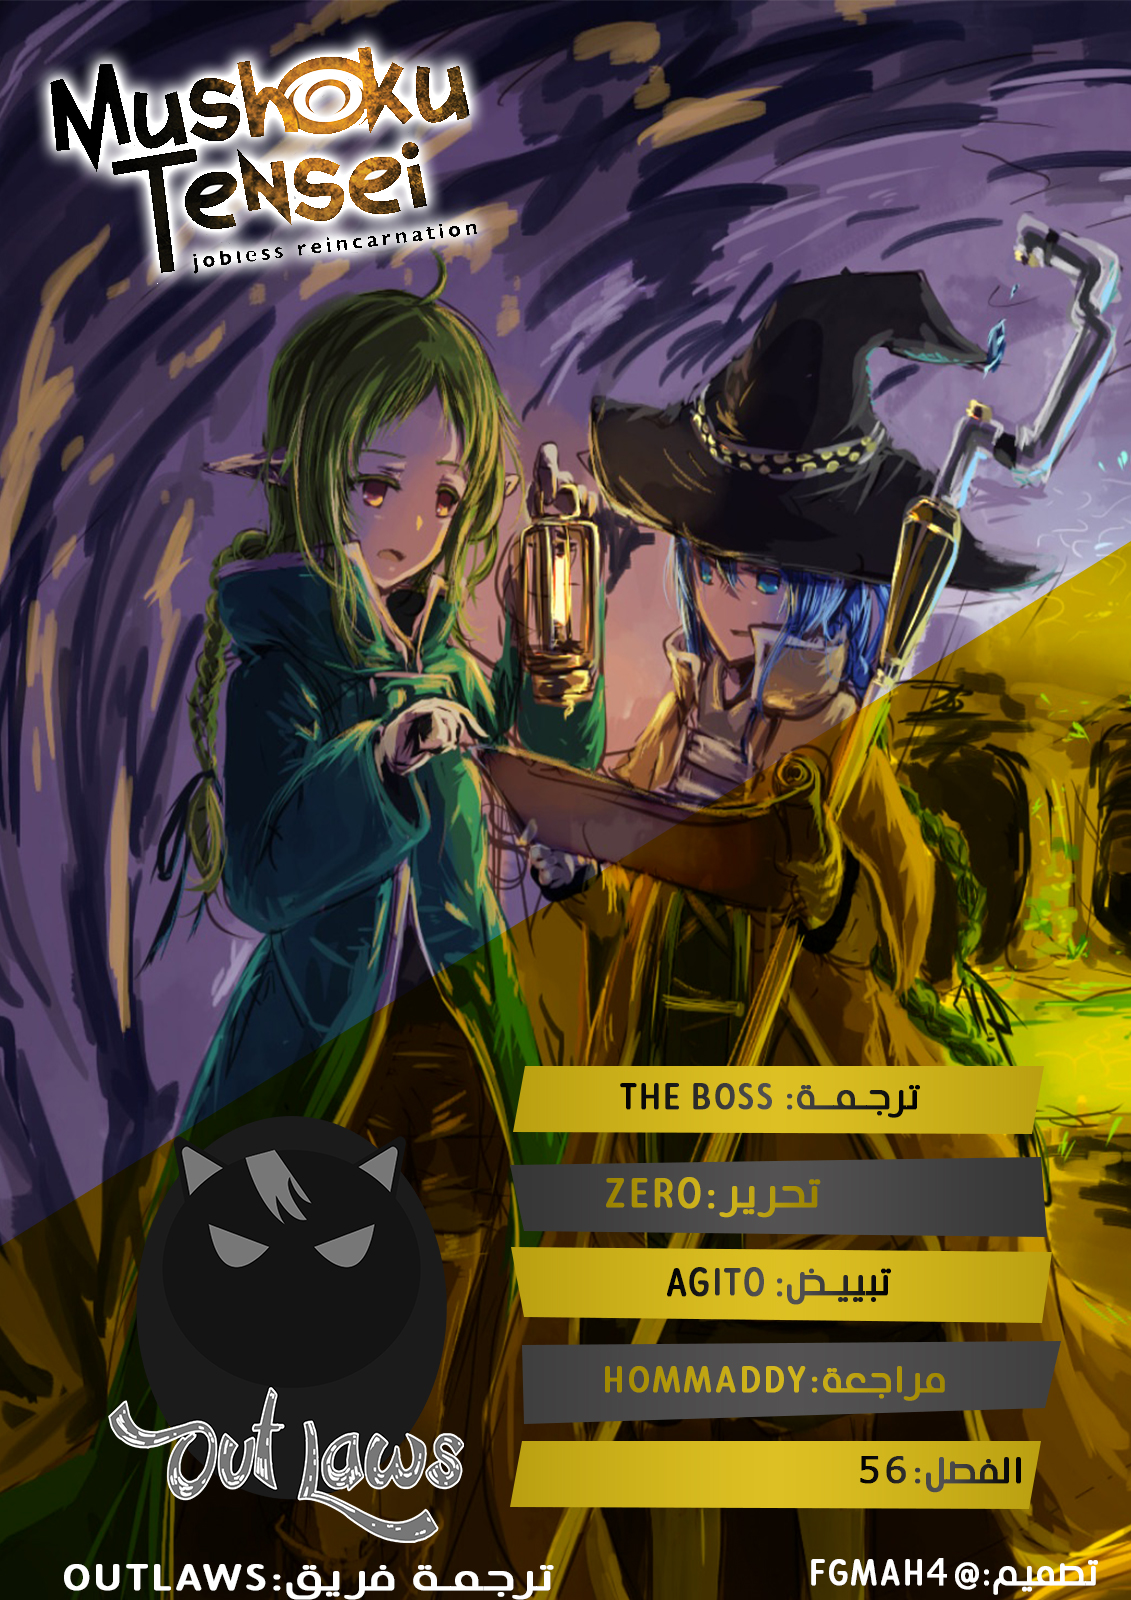 Mushoku
Tensei
jobless reincarnation
ترجمة: THE BOSS
تحرير: ZERO
تبييض: AGITO
مراجعة: HOMMADDY
الفصل: 56
Out Laws
ترجمة فريق: OUTLAWS
تصميم: @FGMAH4